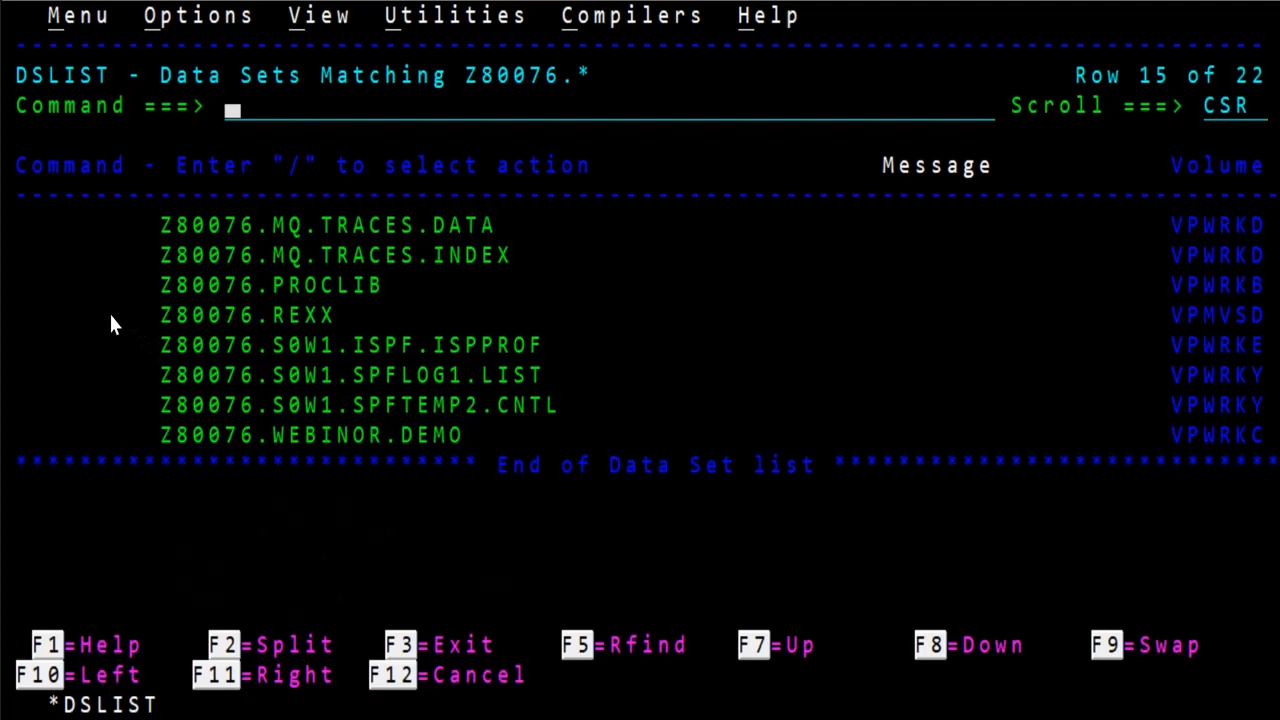 Menu Options View Utilities Compilers Help
DSLIST - Data Sets Matching Z80076.* Row 15 of 22
Command ===> Scroll ===> CSR
Command - Enter "/" to select action Message Volume
Z80076.MQ.TRACES.DATA VPWRKD
Z80076.MQ.TRACES.INDEX VPWRKD
Z80076.PROCLIB VPWRKB
Z80076.REXX VPMVSD
Z80076.S0W1.ISPF.ISPPROF VPWRKE
Z80076.S0W1.SPFLOG1.LIST VPWRKY
Z80076.S0W1.SPFTEMP2.CNTL VPWRKY
Z80076.WEBINOR.DEMO VPWRKC
***************************** End of Data Set list ****************************
F1=Help F2=Split F3=Exit F5=Rfind F7=Up F8=Down F9=Swap
F10=Left F11=Right F12=Cancel
*DSLIST